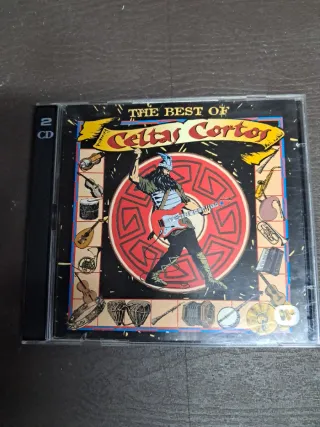 THE BEST OF
Celtas Cortos
2
CD